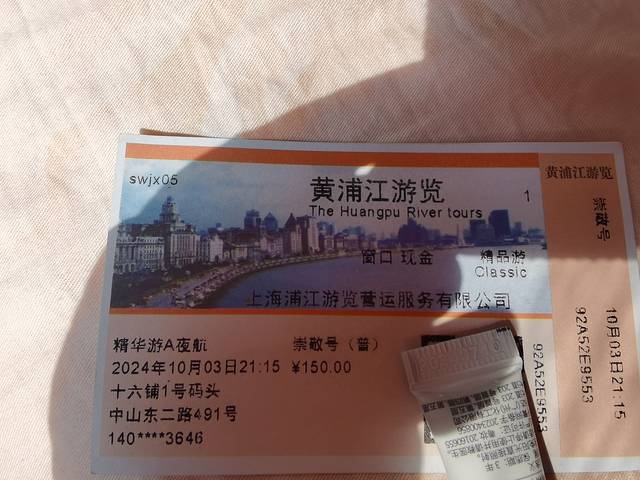 swjx05
黄浦江游览
The Huangpu River tours
1
窗口 现金
精品游
Classic
上海浦江游览营运服务有限公司
精华游A夜航
崇敬号（普）
2024年10月03日21:15
¥150.00
十六铺1号码头
中山东二路491号
140****3646
92A52E9553
黄浦江游览
崇敬号
10月03日21:15
92A52E9553